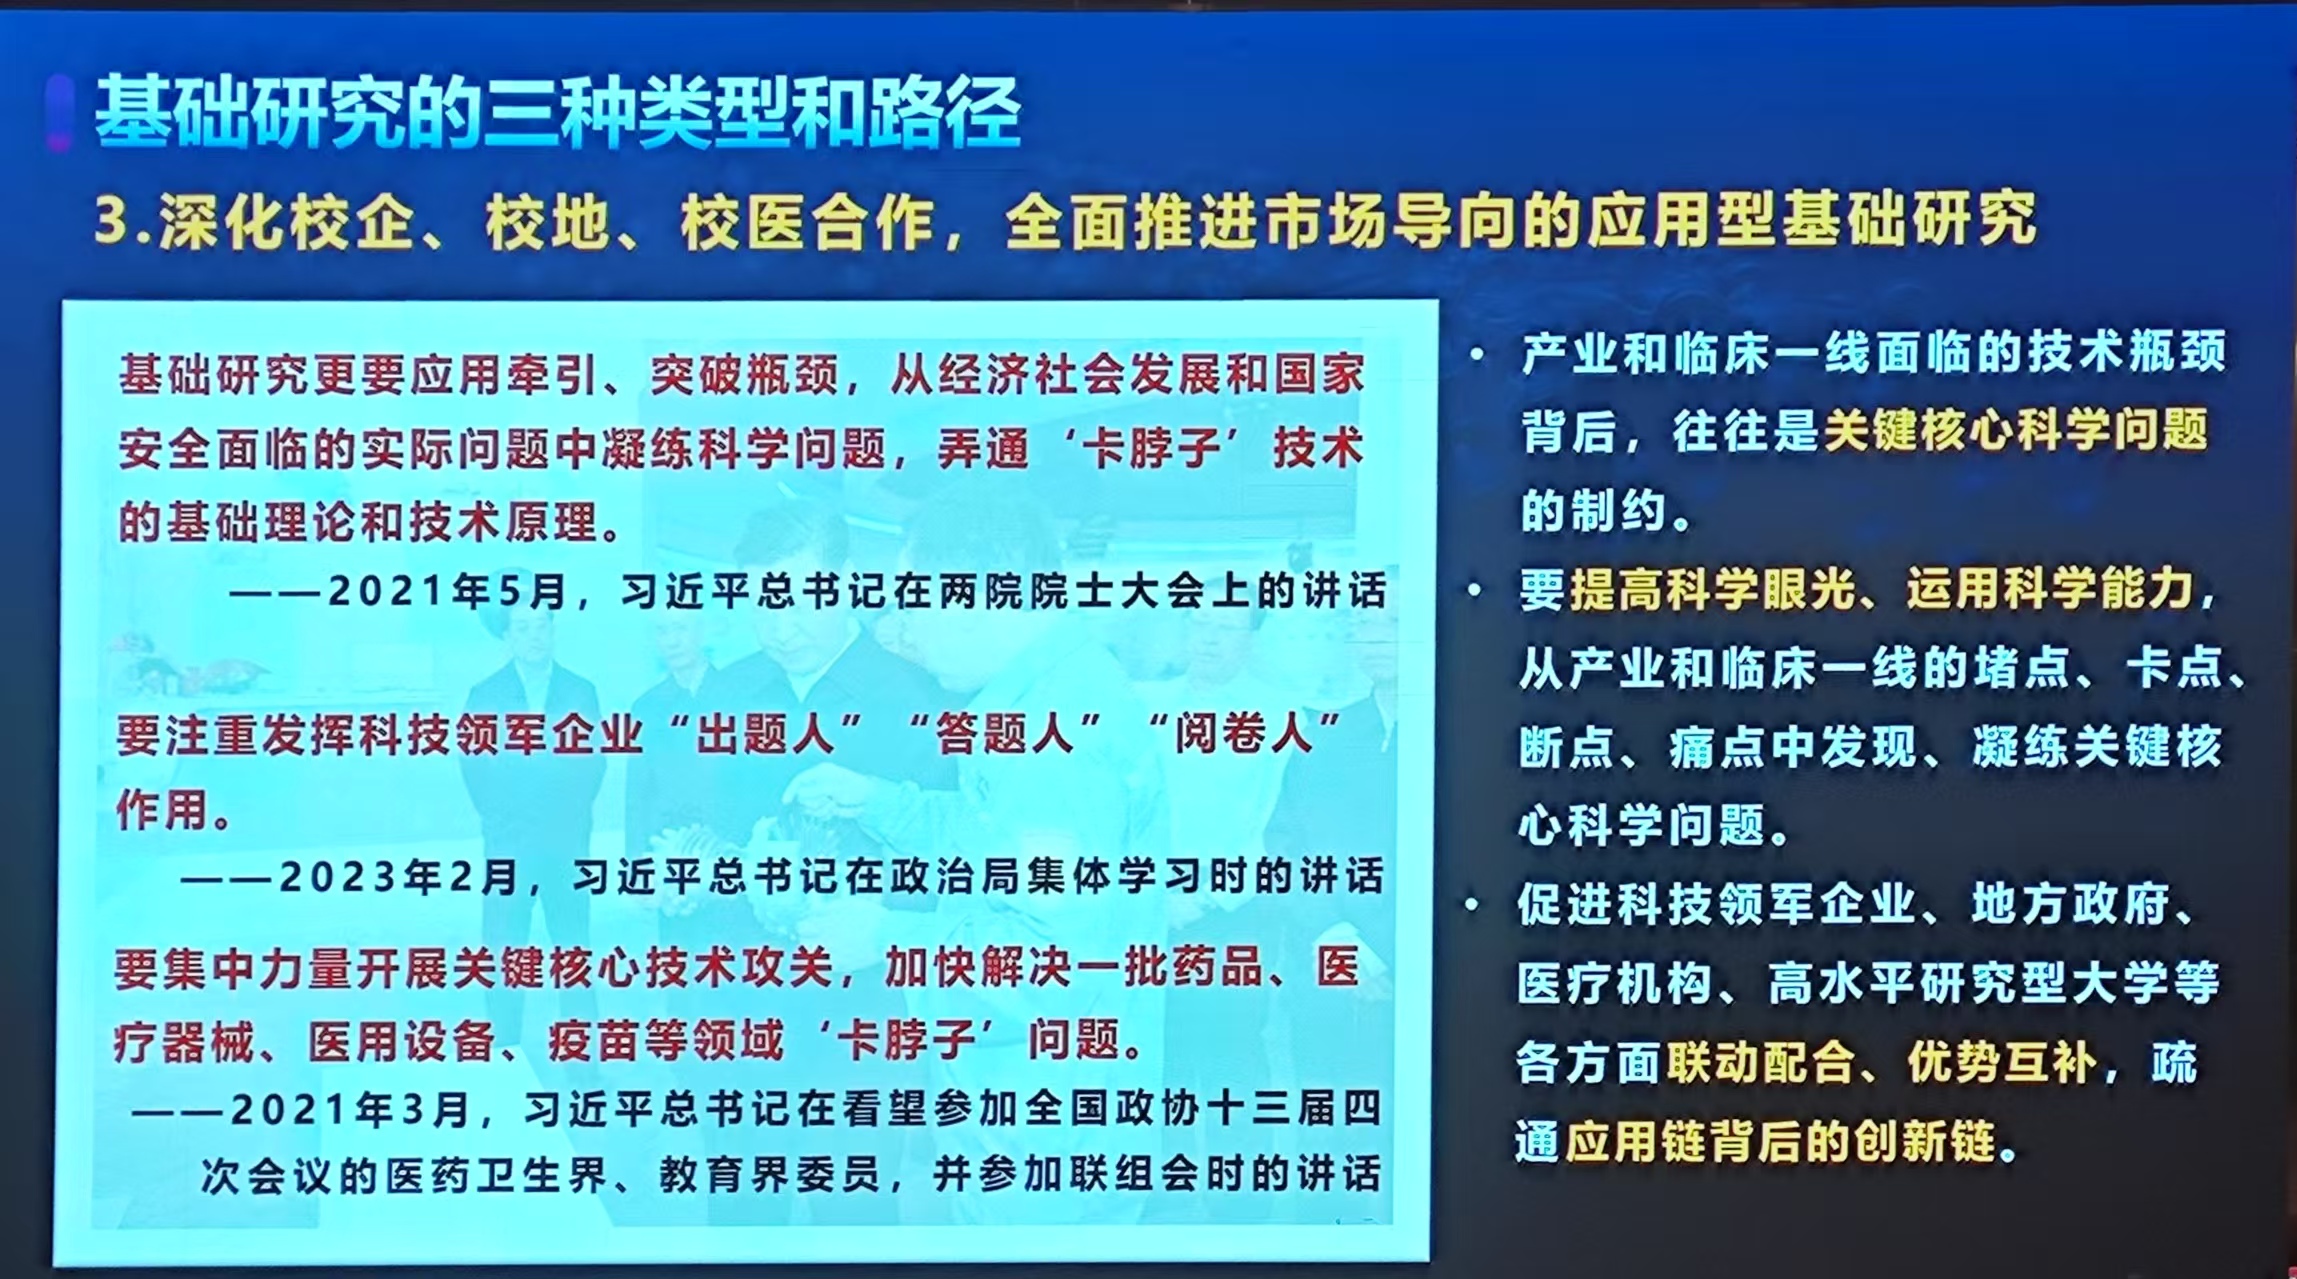 基础研究的三种类型和路径
3.深化校企、校地、校医合作，全面推进市场导向的应用型基础研究
基础研究更要应用牵引、突破瓶颈，从经济社会发展和国家
安全面临的实际问题中凝练科学问题，弄通‘卡脖子’技术
的基础理论和技术原理。
——2021年5月，习近平总书记在两院院士大会上的讲话
要注重发挥科技领军企业“出题人”“答题人”“阅卷人”
作用。
——2023年2月，习近平总书记在政治局集体学习时的讲话
要集中力量开展关键核心技术攻关，加快解决一批药品、医
疗器械、医用设备、疫苗等领域‘卡脖子’问题。
——2021年3月，习近平总书记在看望参加全国政协十三届四
次会议的医药卫生界、教育界委员，并参加联组会时的讲话
• 产业和临床一线面临的技术瓶颈
背后，往往是关键核心科学问题
的制约。
• 要提高科学眼光、运用科学能力，
从产业和临床一线的堵点、卡点、
断点、痛点中发现、凝练关键核
心科学问题。
• 促进科技领军企业、地方政府、
医疗机构、高水平研究型大学等
各方面联动配合、优势互补，疏
通应用链背后的创新链。